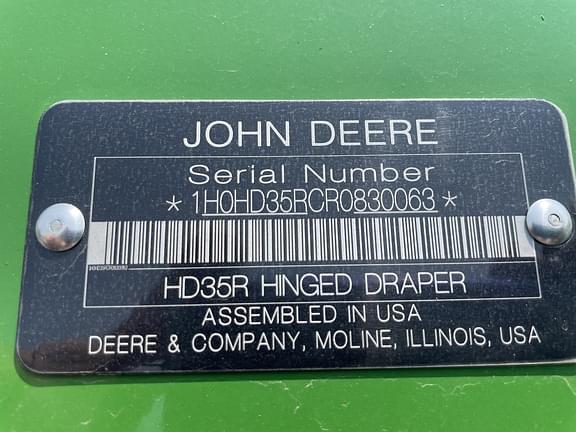 JOHN DEERE
Serial Number
*1H0HD35RCR0830063*
HD35R HINGED DRAPER
ASSEMBLED IN USA
DEERE & COMPANY, MOLINE, ILLINOIS, USA